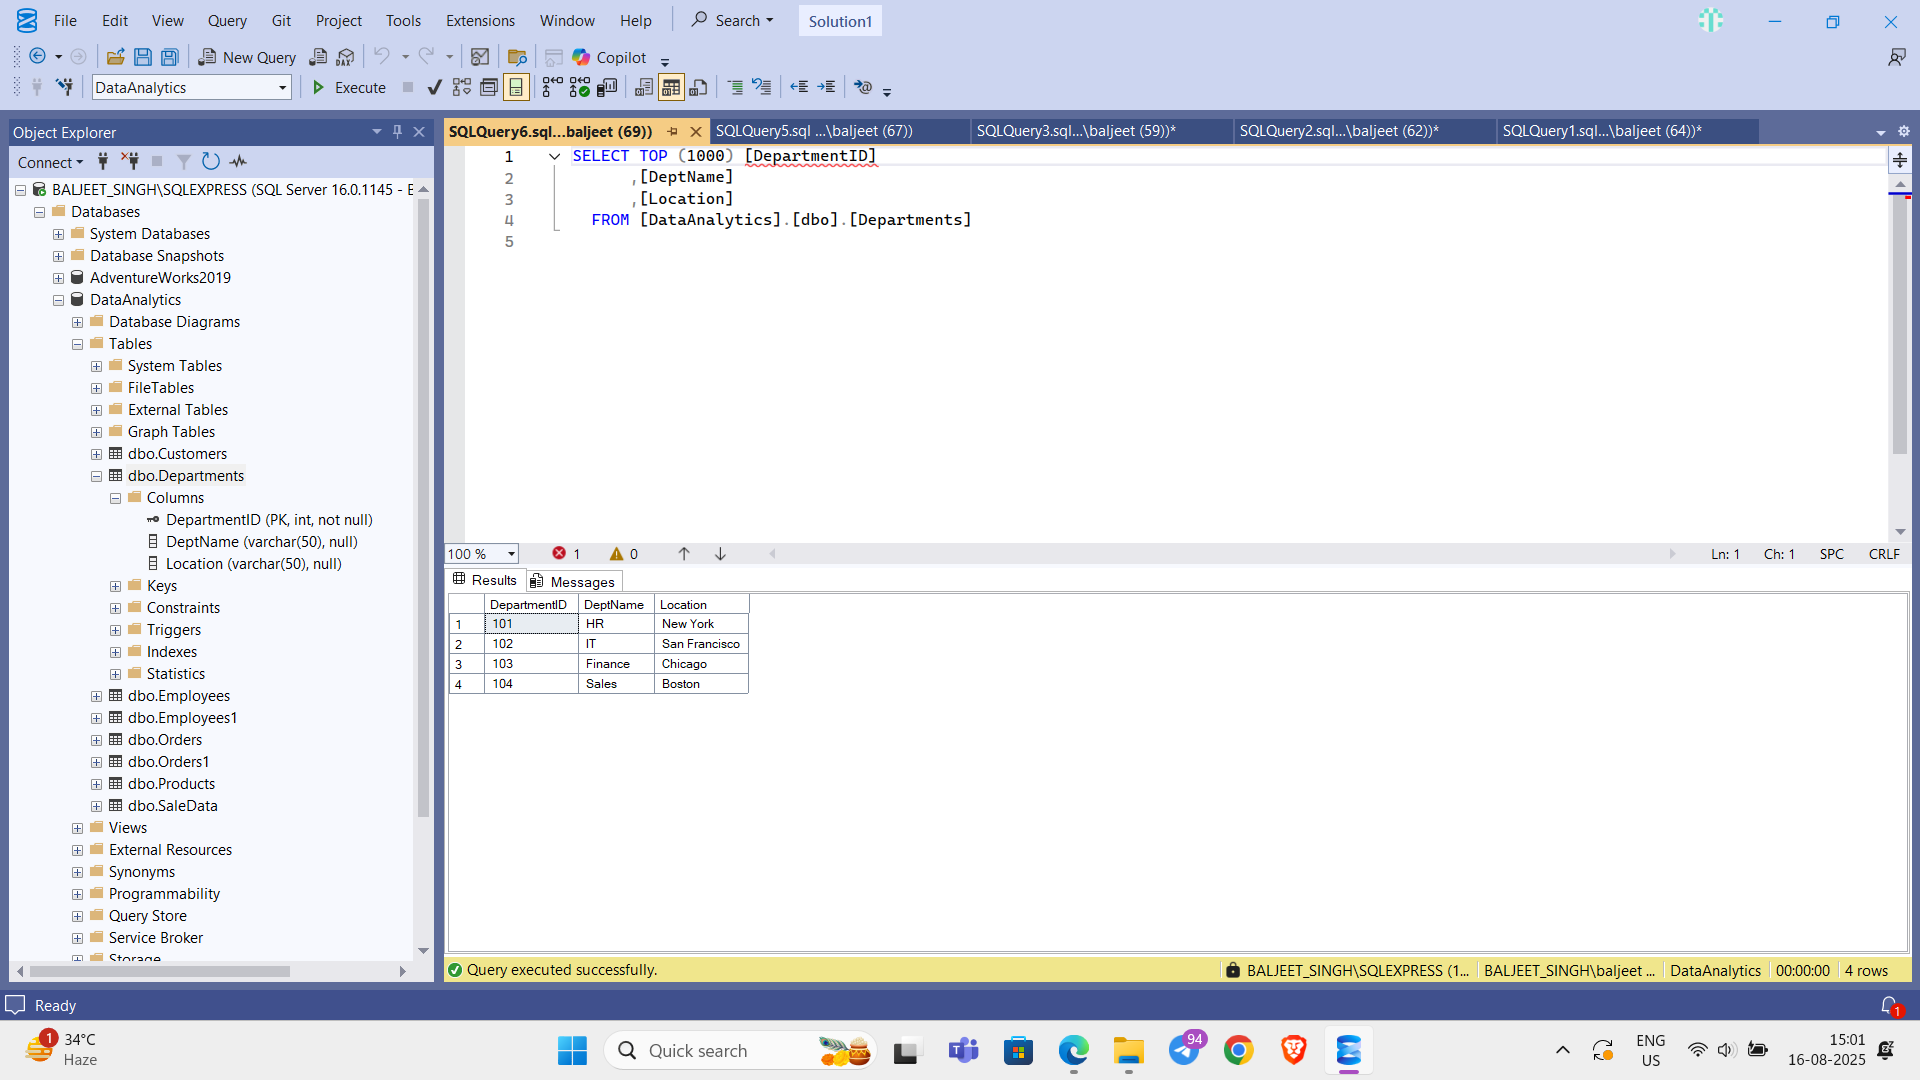 File Edit View Query Git Project Tools Extensions Window Help Search Solution1
New Query DAX Copilot
DataAnalytics Execute
Object Explorer
Connect
BALJEET_SINGH\SQLEXPRESS (SQL Server 16.0.1145 -
Databases
System Databases
Database Snapshots
AdventureWorks2019
DataAnalytics
Database Diagrams
Tables
System Tables
FileTables
External Tables
Graph Tables
dbo.Customers
dbo.Departments
Columns
DepartmentID (PK, int, not null)
DeptName (varchar(50), null)
Location (varchar(50), null)
Keys
Constraints
Triggers
Indexes
Statistics
dbo.Employees
dbo.Employees1
dbo.Orders
dbo.Orders1
dbo.Products
dbo.SaleData
Views
External Resources
Synonyms
Programmability
Query Store
Service Broker
Storage
SQLQuery6.sql...baljeet (69)) SQLQuery5.sql ...\baljeet (67)) SQLQuery3.sql...\baljeet (59))* SQLQuery2.sql...\baljeet (62))* SQLQuery1.sql...\baljeet (64))*
1 SELECT TOP (1000) [DepartmentID]
2 ,[DeptName]
3 ,[Location]
4 FROM [DataAnalytics].[dbo].[Departments]
5
100 % 1 0 Ln: 1 Ch: 1 SPC CRLF
Results Messages
DepartmentID DeptName Location
1 101 HR New York
2 102 IT San Francisco
3 103 Finance Chicago
4 104 Sales Boston
Query executed successfully. BALJEET_SINGH\SQLEXPRESS (1... BALJEET_SINGH\baljeet ... DataAnalytics 00:00:00 4 rows
Ready 1
1 34°C
Haze
Quick search
94
ENG
US
15:01
16-08-2025